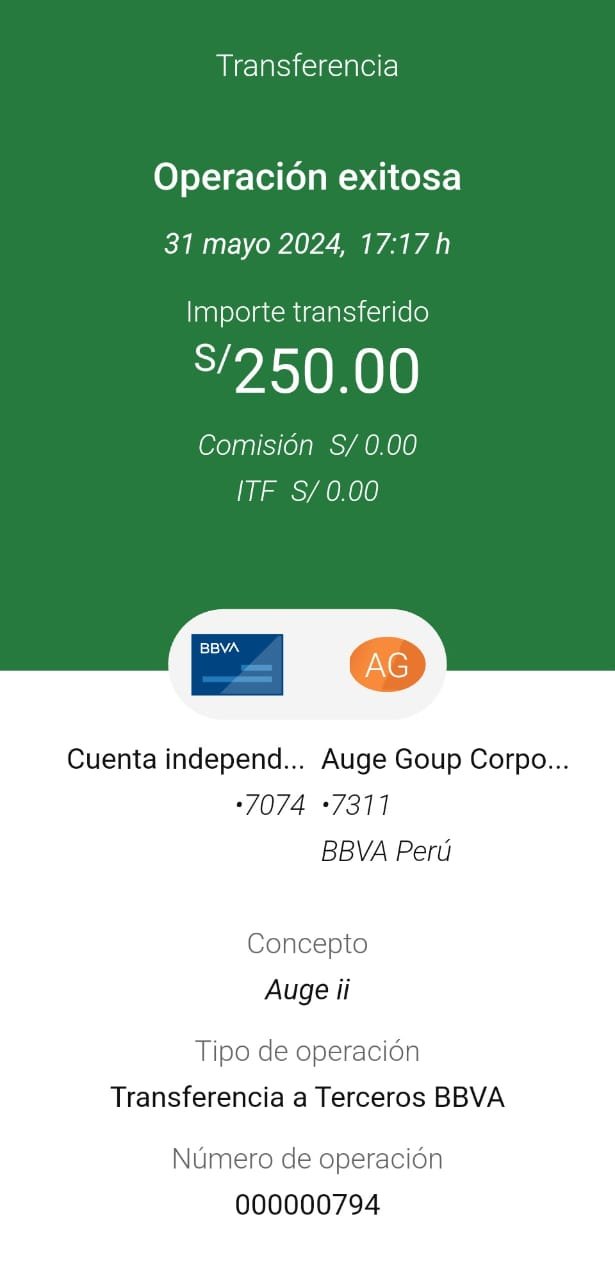 Transferencia
Operación exitosa
31 mayo 2024, 17:17 h
Importe transferido
S/250.00
Comisión S/ 0.00
ITF S/ 0.00
BBVA
AG
Cuenta independ... Auge Goup Corpo...
•7074 •7311
BBVA Perú
Concepto
Auge ii
Tipo de operación
Transferencia a Terceros BBVA
Número de operación
000000794